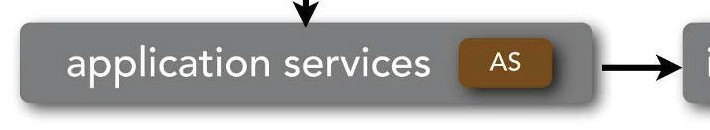 application services AS